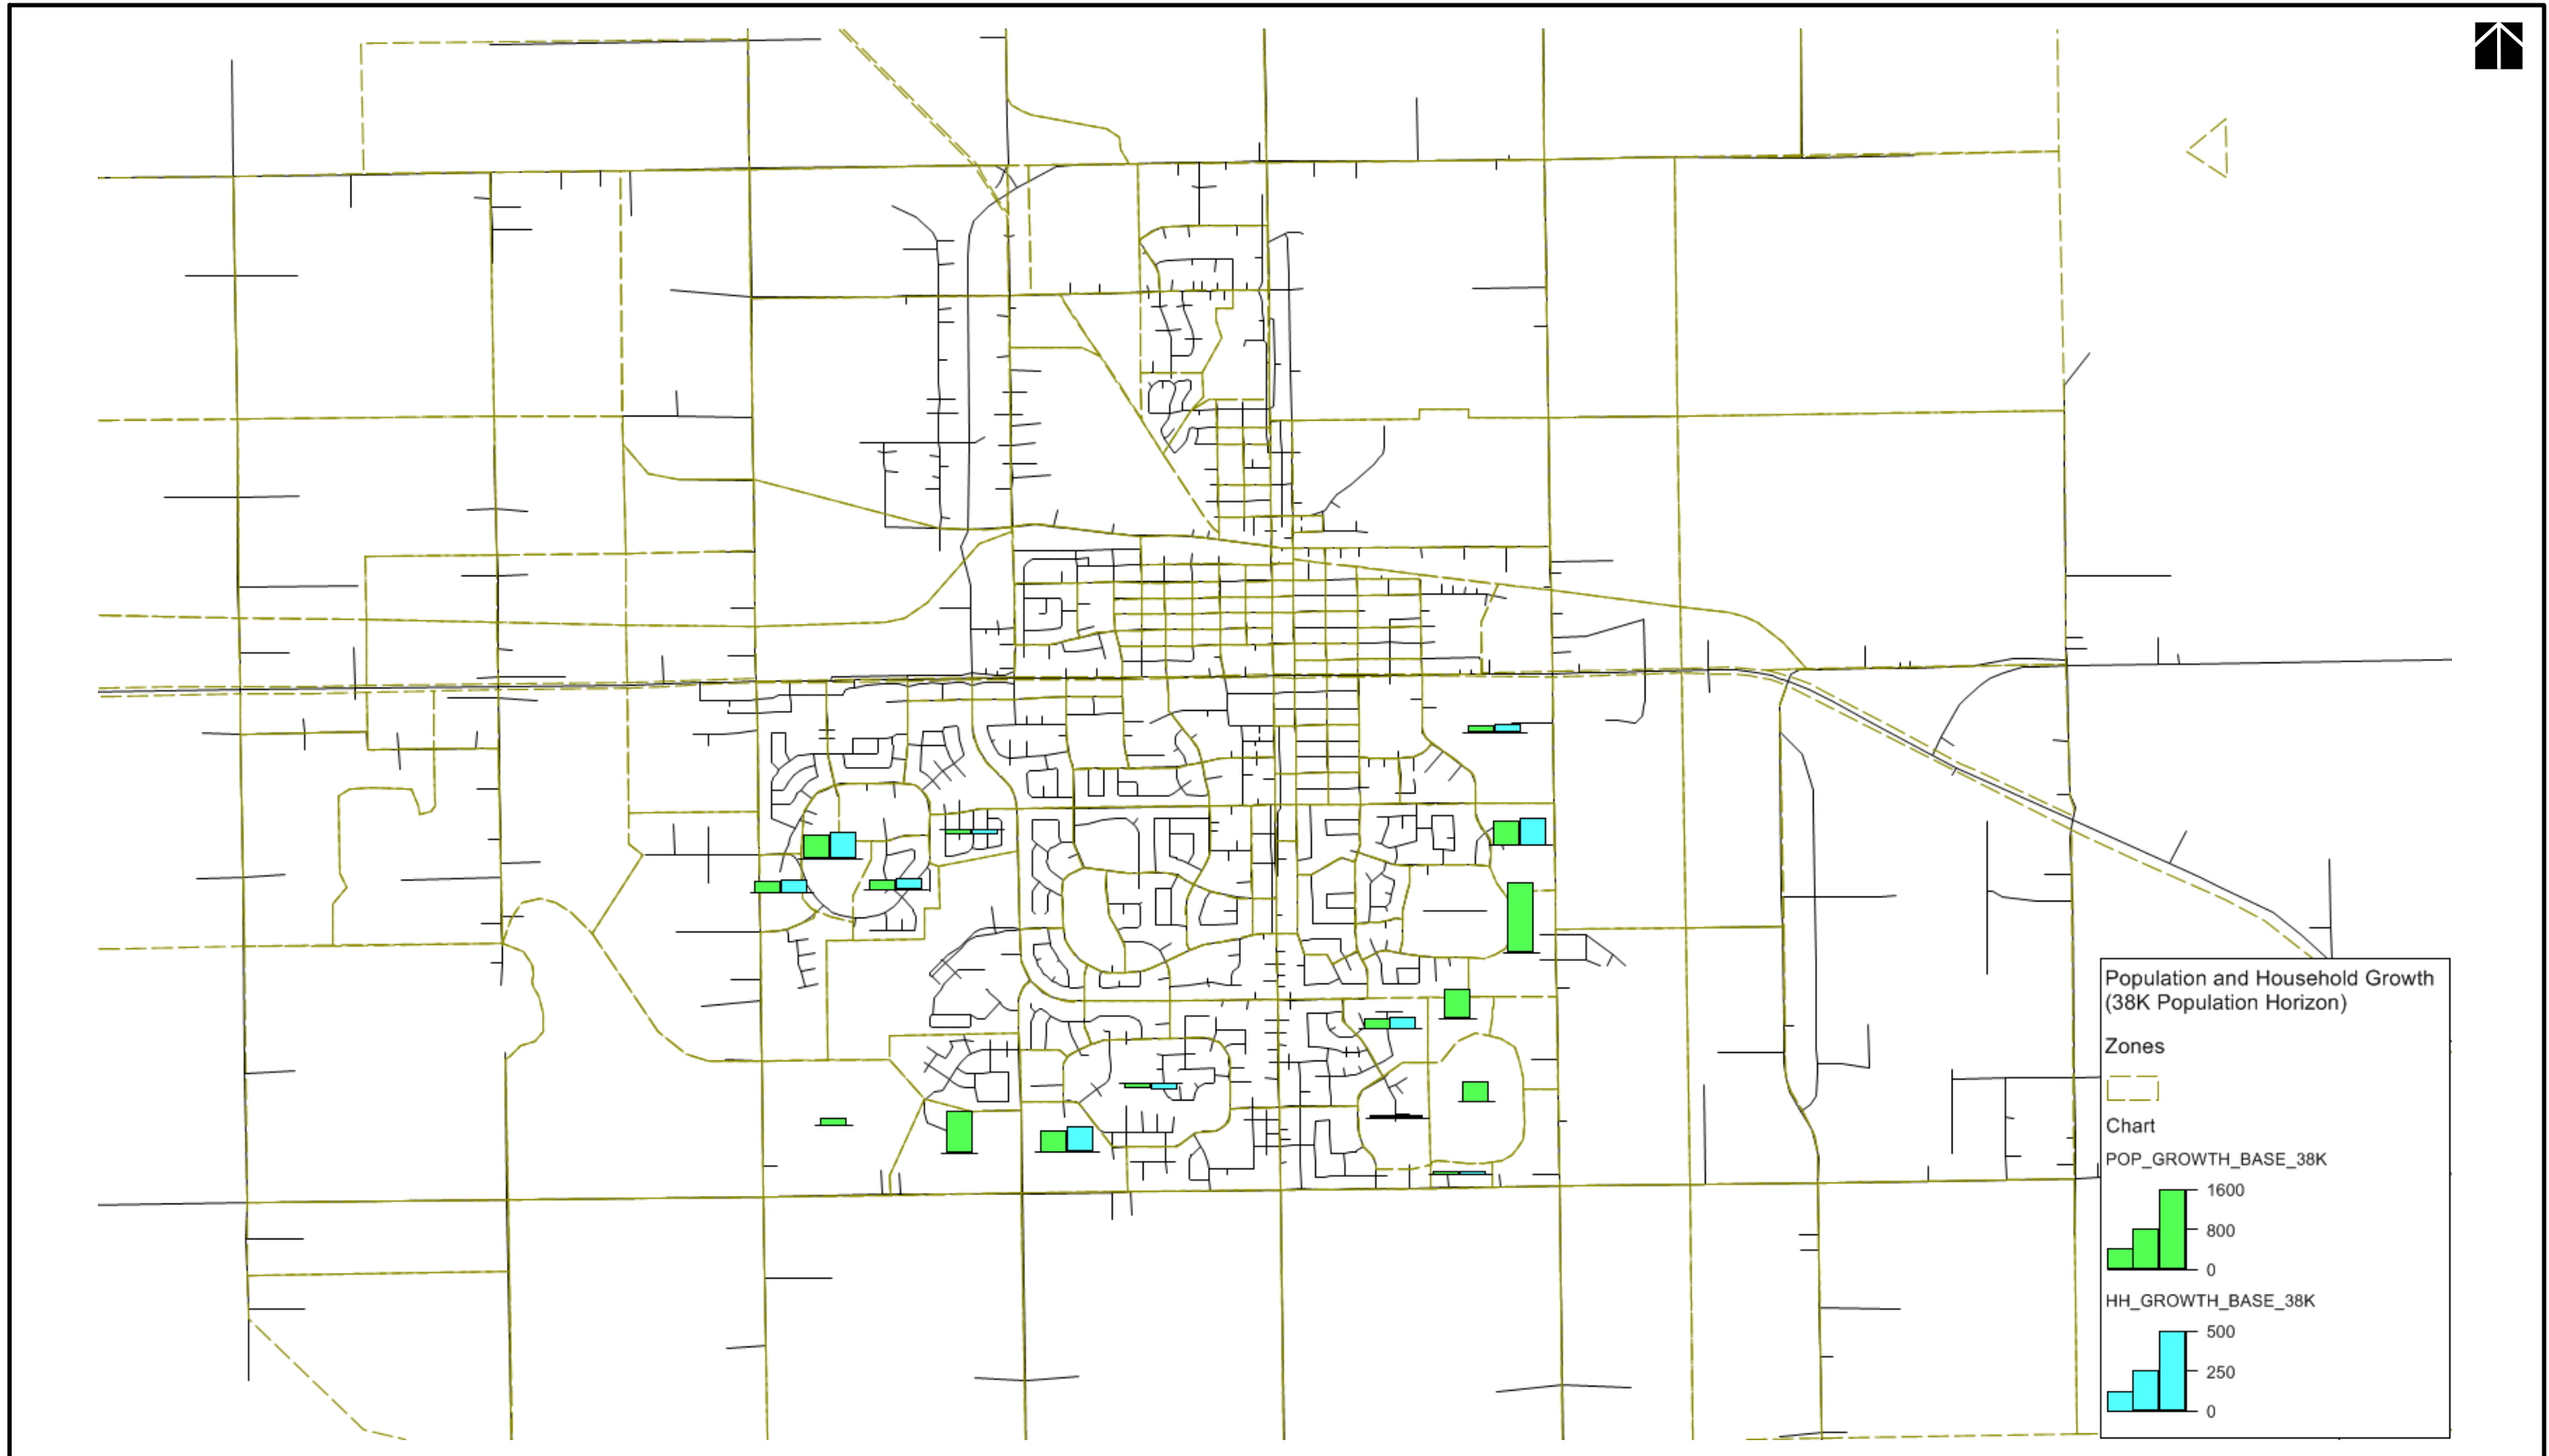 Population and Household Growth
(38K Population Horizon)
Zones
Chart
POP_GROWTH_BASE_38K
1600
800
0
HH_GROWTH_BASE_38K
500
250
0